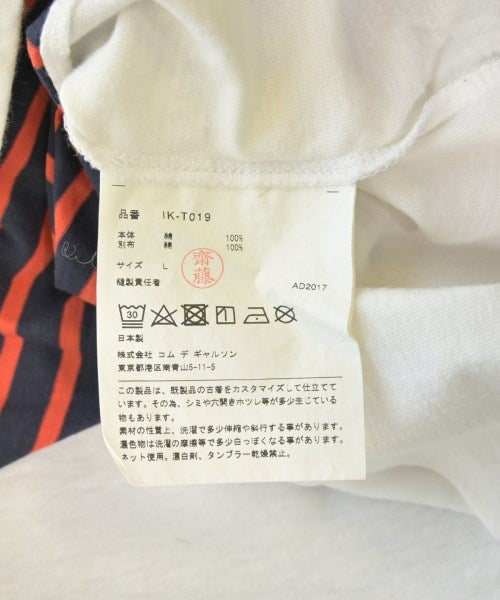 品番 IK-T019
本体 綿 100%
別布 綿 100%
サイズ L
齋藤
縫製責任者 AD2017
30
日本製
株式会社 コム デ ギャルソン
東京都港区南青山5-11-5
この製品は、既製品の古着をカスタマイズして仕立てて
います。その為、シミや穴開きホツレ等が多少生じている
物もあります。
素材の性質上、洗濯で多少伸縮や斜行する事があります。
濃色物は洗濯の摩擦等で多少白っぽくなる事があります。
ネット使用。漂白剤、タンブラー乾燥禁止。